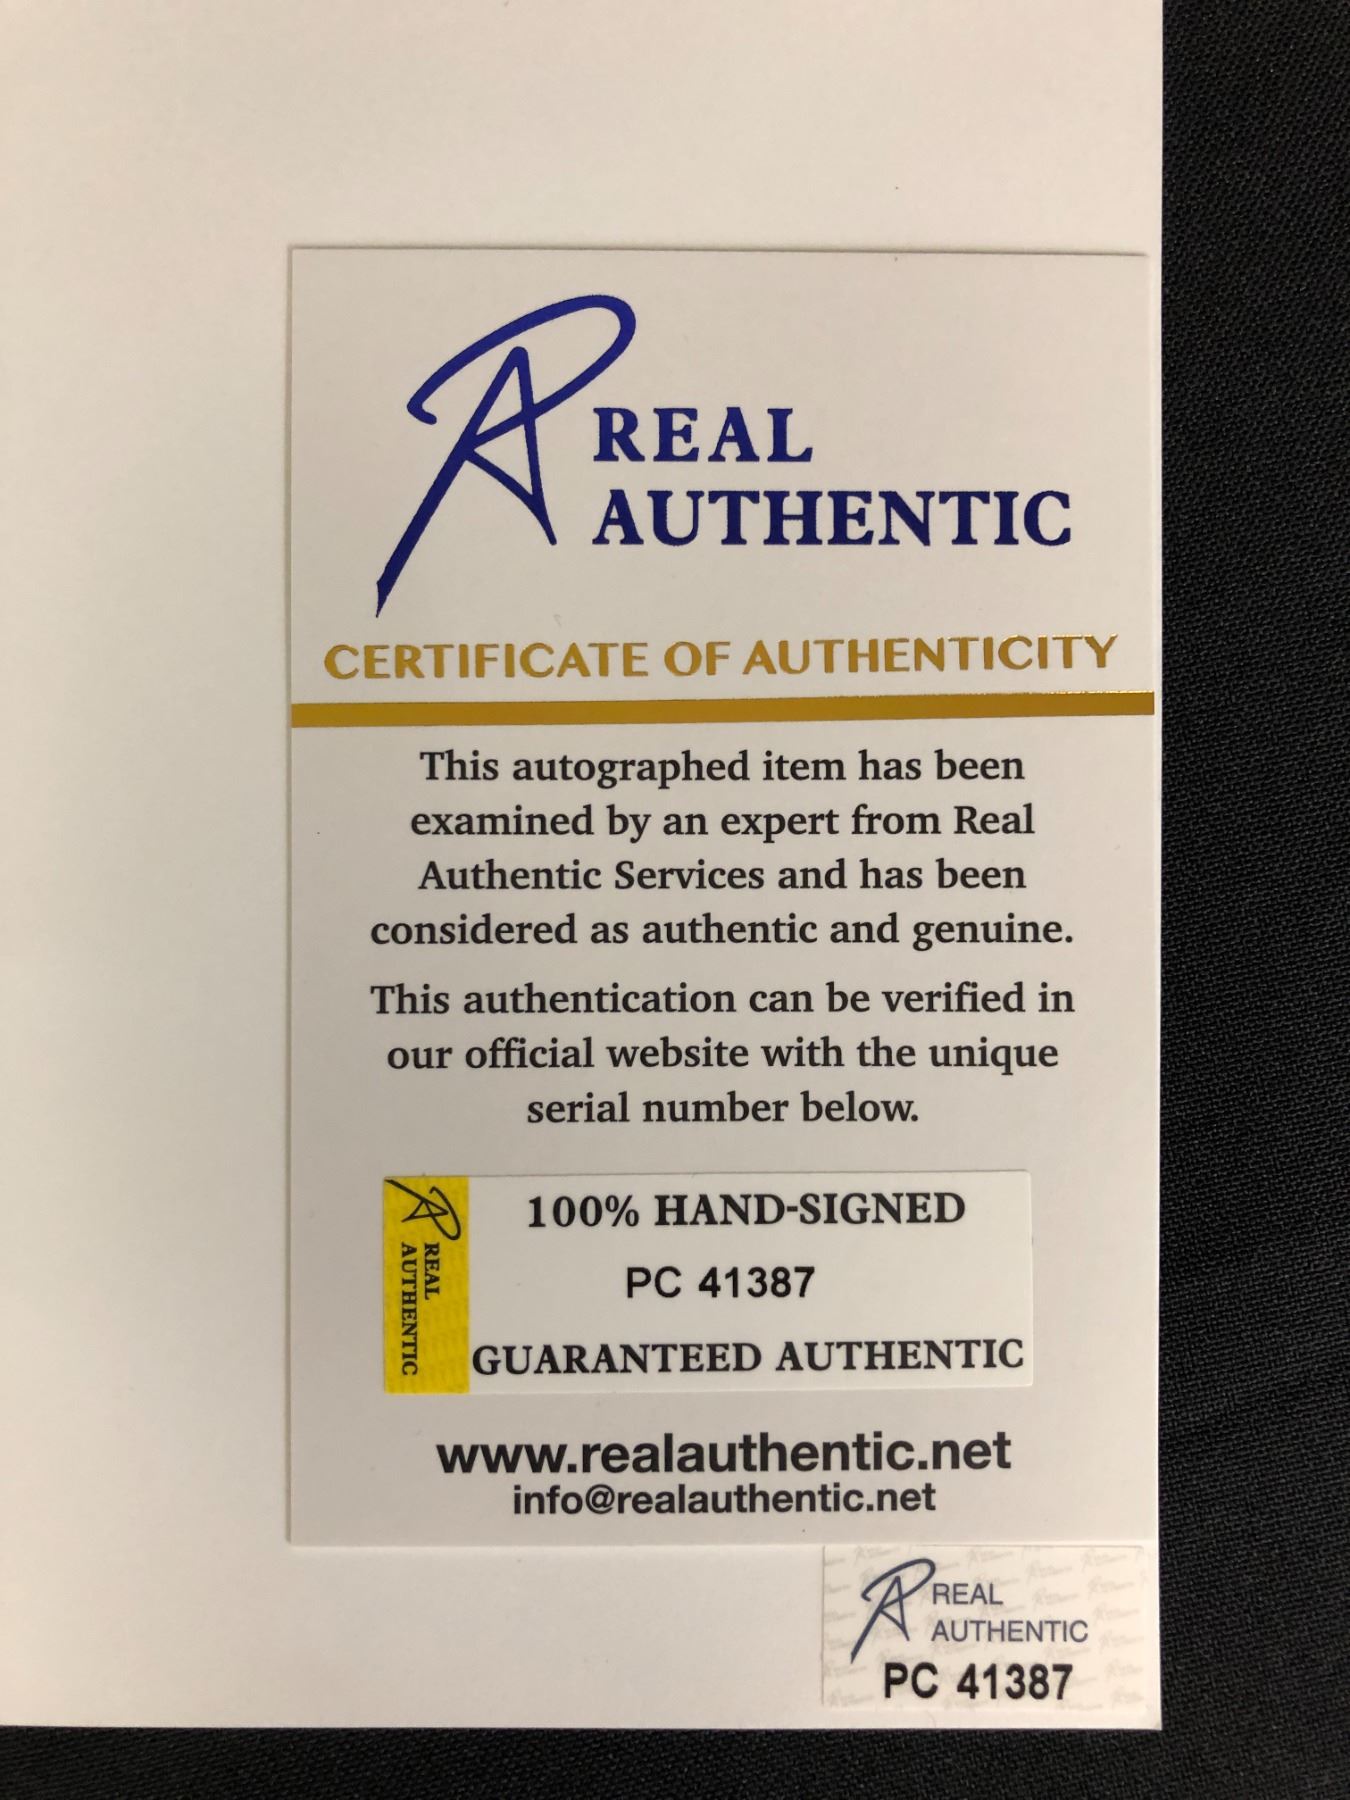 REAL
AUTHENTIC
CERTIFICATE OF AUTHENTICITY
This autographed item has been
examined by an expert from Real
Authentic Services and has been
considered as authentic and genuine.
This authentication can be verified in
our official website with the unique
serial number below.
REAL
AUTHENTIC
100% HAND-SIGNED
PC 41387
GUARANTEED AUTHENTIC
www.realauthentic.net
info@realauthentic.net
REAL
AUTHENTIC
PC 41387